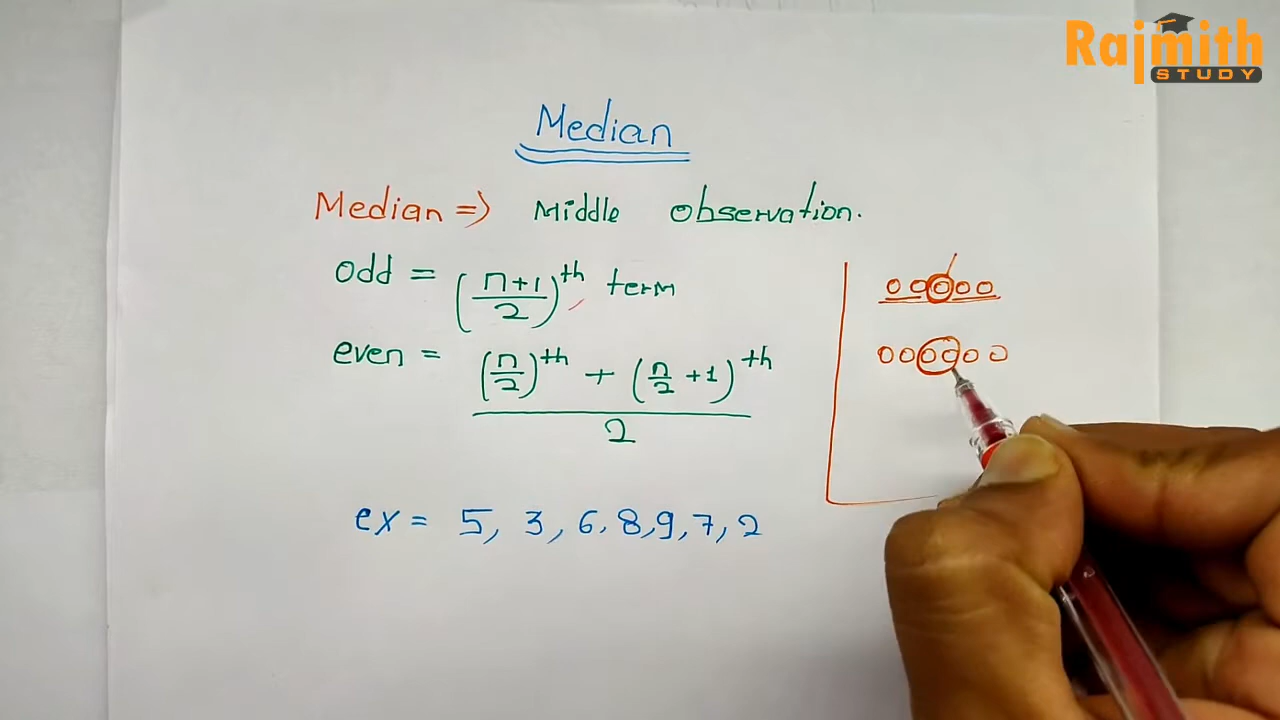 Rajmith
STUDY
Median
Median => Middle observation.
odd = (n+1/2)th term
even = (n/2)th + (n/2 +1)th
2
ex = 5, 3, 6, 8, 9, 7, 2